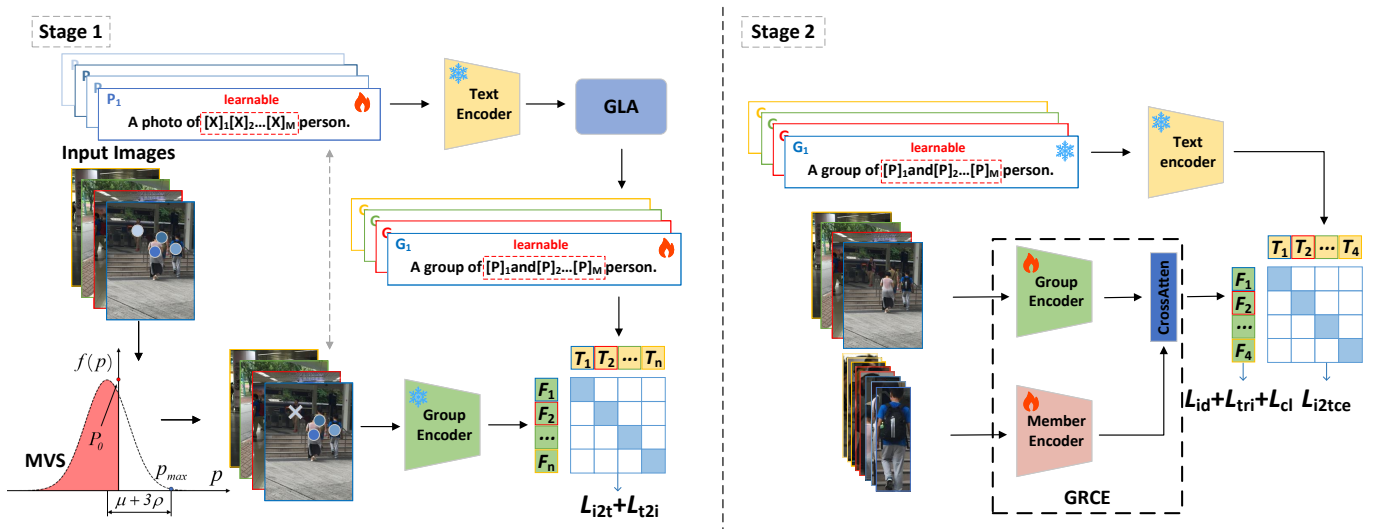 Stage 1
P
P
P
P₁
learnable
A photo of [X]₁[X]₂...[X]M person.
Text
Encoder
GLA
Input Images
G
G
G
G₁
learnable
A group of [P]₁and[P]₂...[P]M person.
f(p)
P₀
MVS
pmax
p
μ + 3ρ
Group
Encoder
T₁ T₂ ... Tn
F₁
F₂
...
Fn
Li2t+Lt2i
Stage 2
G
G
G
G₁
learnable
A group of [P]₁and[P]₂...[P]M person.
Text
encoder
Group
Encoder
CrossAtten
Member
Encoder
GRCE
T₁ T₂ ... T₄
F₁
F₂
...
F₄
Lid+Ltri+Lcl Li2tce